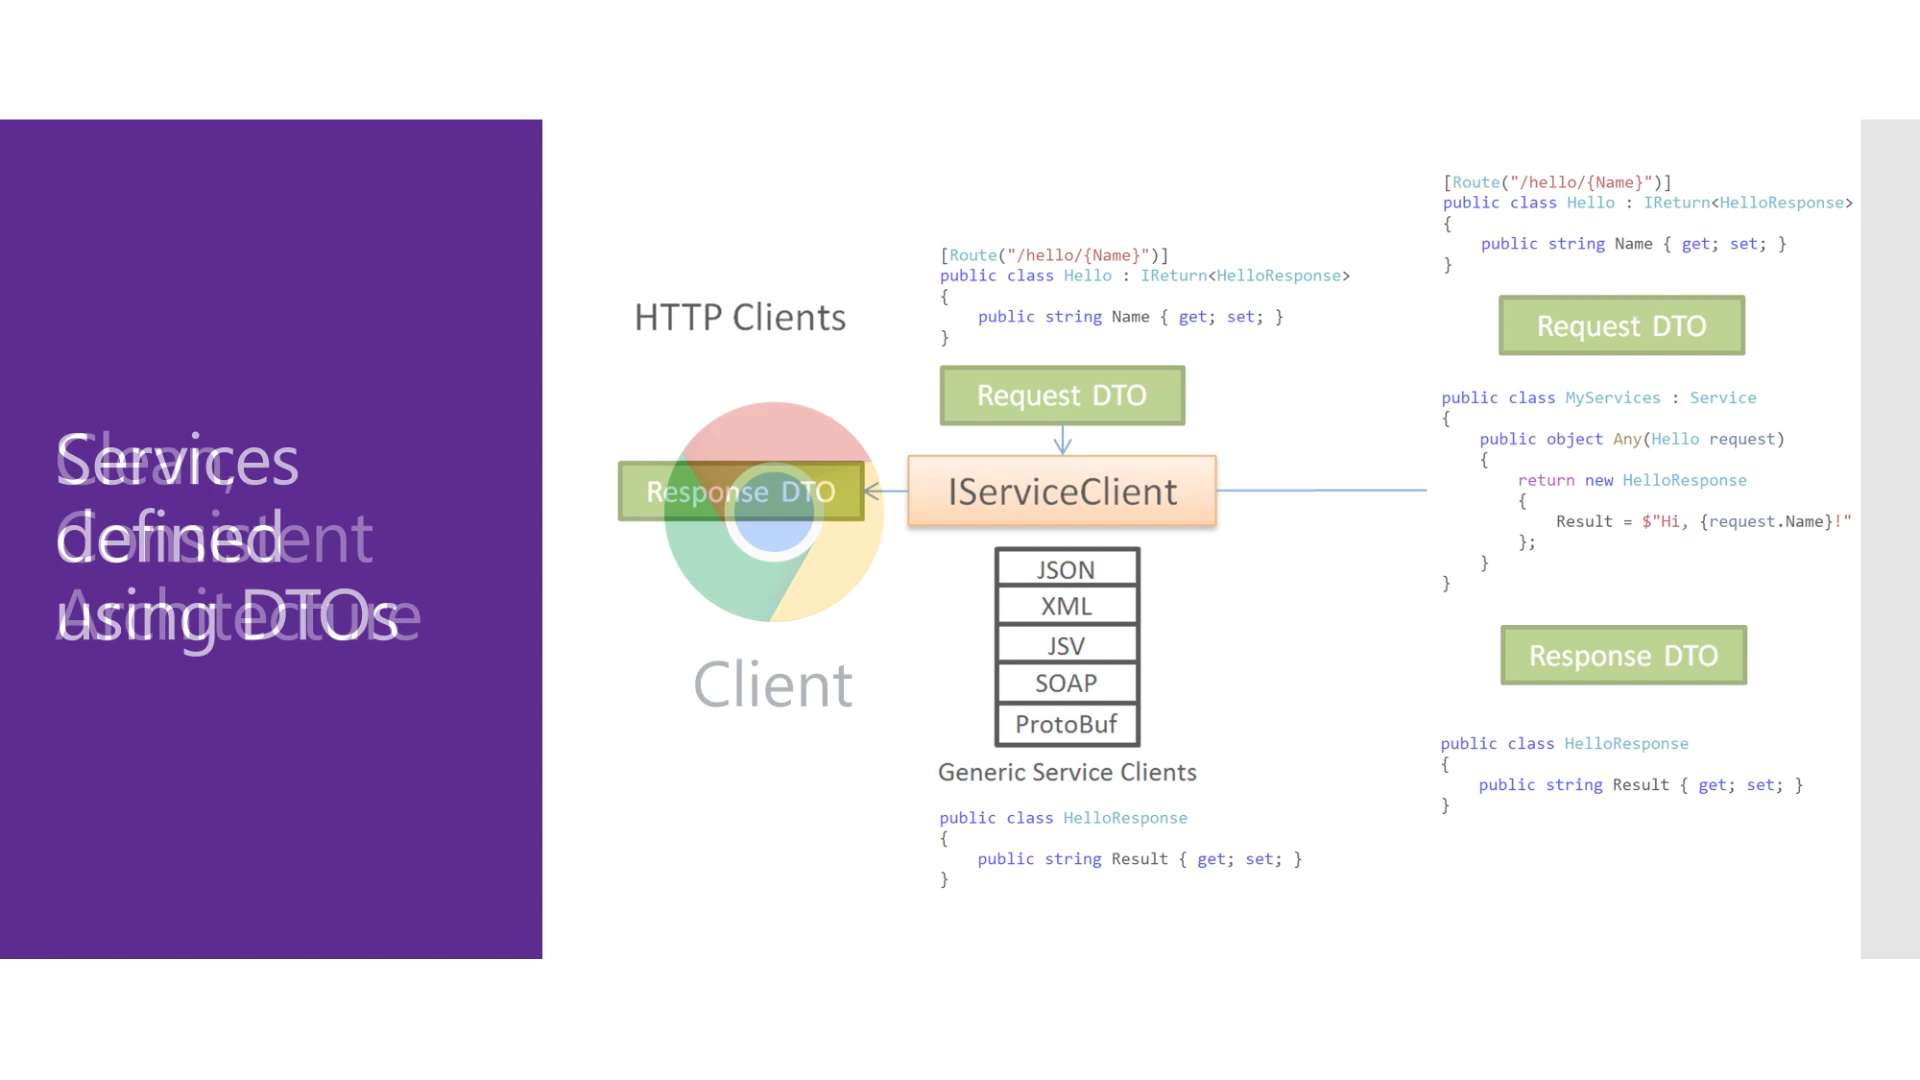 Services
defined
using DTOs
Clean,
Consistent
Architecture
HTTP Clients
Response DTO
Client
[Route("/hello/{Name}")]
public class Hello : IReturn<HelloResponse>
{
    public string Name { get; set; }
}
Request DTO
IServiceClient
JSON
XML
JSV
SOAP
ProtoBuf
Generic Service Clients
public class HelloResponse
{
    public string Result { get; set; }
}
[Route("/hello/{Name}")]
public class Hello : IReturn<HelloResponse>
{
    public string Name { get; set; }
}
Request DTO
public class MyServices : Service
{
    public object Any(Hello request)
    {
        return new HelloResponse
        {
            Result = $"Hi, {request.Name}!"
        };
    }
}
Response DTO
public class HelloResponse
{
    public string Result { get; set; }
}